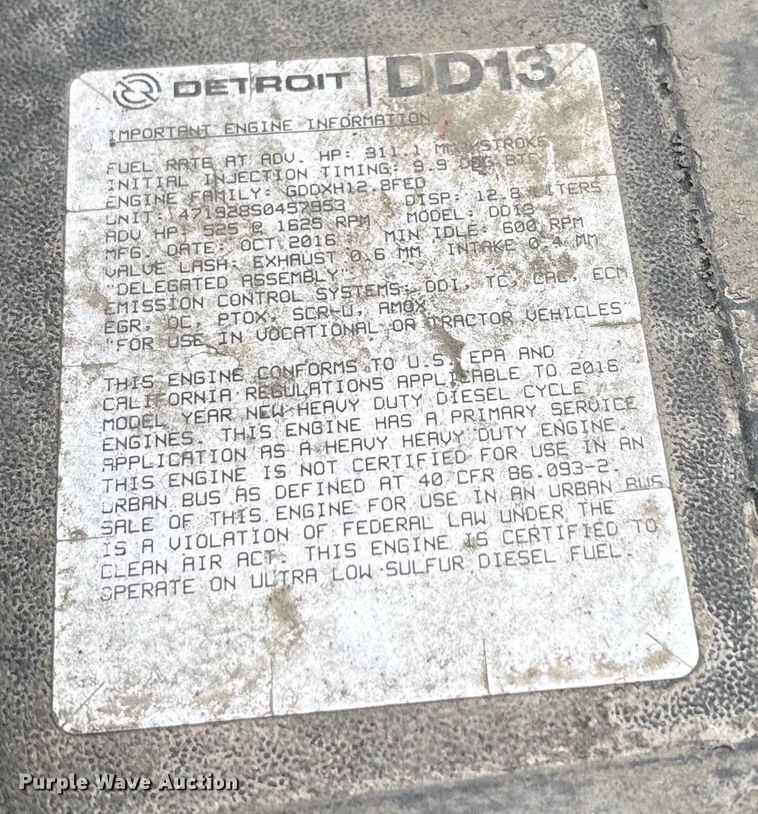 DETROIT DD13
IMPORTANT ENGINE INFORMATION
FUEL RATE AT ADV. HP: 311.1 MM3/STROKE
INITIAL INJECTION TIMING: 9.9 DEG BTC
ENGINE FAMILY: GDDXH12.8FED DISP: 12.8 LITERS
UNIT: 471928S0457953 MODEL: DD13
ADV HP: 525 @ 1625 RPM MIN IDLE: 600 RPM
MFG. DATE: OCT 2016 INTAKE 0.4 MM
VALVE LASH: EXHAUST 0.6 MM
"DELEGATED ASSEMBLY"
EMISSION CONTROL SYSTEMS: DDI, TC, CAC, ECM
EGR, OC, PTOX, SCR-U, AMOX
"FOR USE IN VOCATIONAL OR TRACTOR VEHICLES"
THIS ENGINE CONFORMS TO U.S. EPA AND
CALIFORNIA REGULATIONS APPLICABLE TO 2016
MODEL YEAR NEW HEAVY DUTY DIESEL CYCLE
ENGINES. THIS ENGINE HAS A PRIMARY SERVICE
APPLICATION AS A HEAVY HEAVY DUTY ENGINE.
THIS ENGINE IS NOT CERTIFIED FOR USE IN AN
URBAN BUS AS DEFINED AT 40 CFR 86.093-2.
SALE OF THIS ENGINE FOR USE IN AN URBAN BUS
IS A VIOLATION OF FEDERAL LAW UNDER THE
CLEAN AIR ACT. THIS ENGINE IS CERTIFIED TO
OPERATE ON ULTRA LOW SULFUR DIESEL FUEL.
Purple Wave Auction